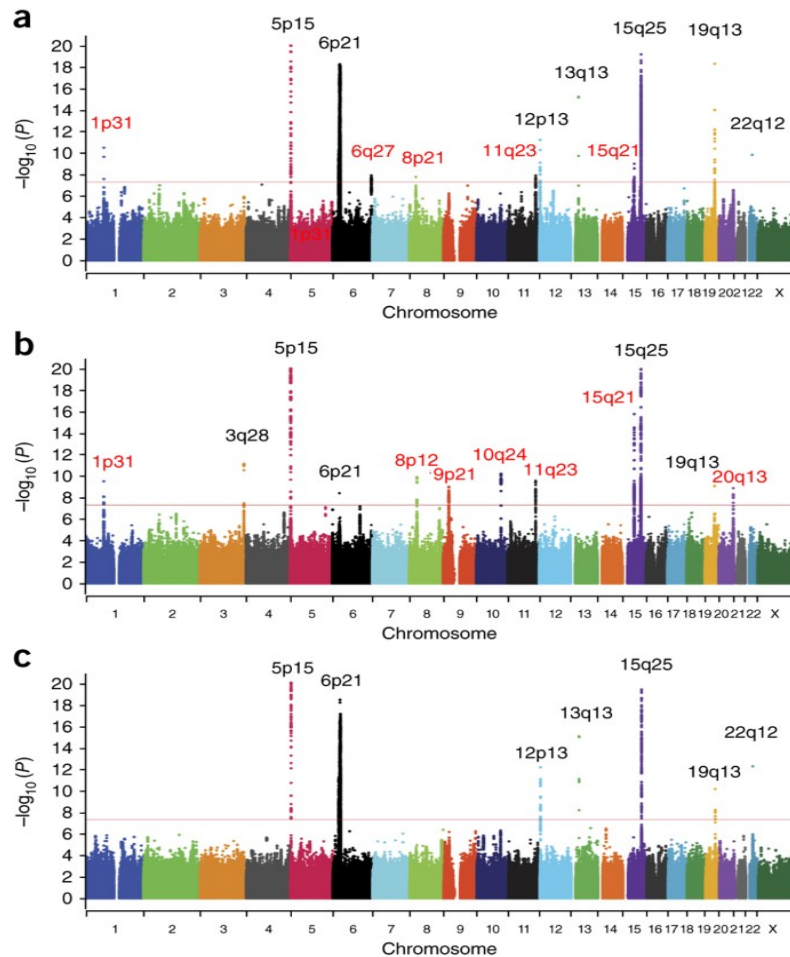 a
5p15
15q25
19q13
6p21
13q13
12p13
1p31
22q12
6q27
8p21
11q23
15q21
1p31
20
18
16
14
12
10
8
6
4
2
0
−log10 (P)
1 2 3 4 5 6 7 8 9 10 11 12 13 14 15 16 17 18 19 20 21 22 X
Chromosome
b
5p15
15q25
15q21
3q28
1p31
6p21
8p12
9p21
10q24
11q23
19q13
20q13
20
18
16
14
12
10
8
6
4
2
0
−log10 (P)
1 2 3 4 5 6 7 8 9 10 11 12 13 14 15 16 17 18 19 20 21 22 X
Chromosome
c
5p15
6p21
15q25
13q13
22q12
12p13
19q13
20
18
16
14
12
10
8
6
4
2
0
−log10 (P)
1 2 3 4 5 6 7 8 9 10 11 12 13 14 15 16 17 18 19 20 21 22 X
Chromosome